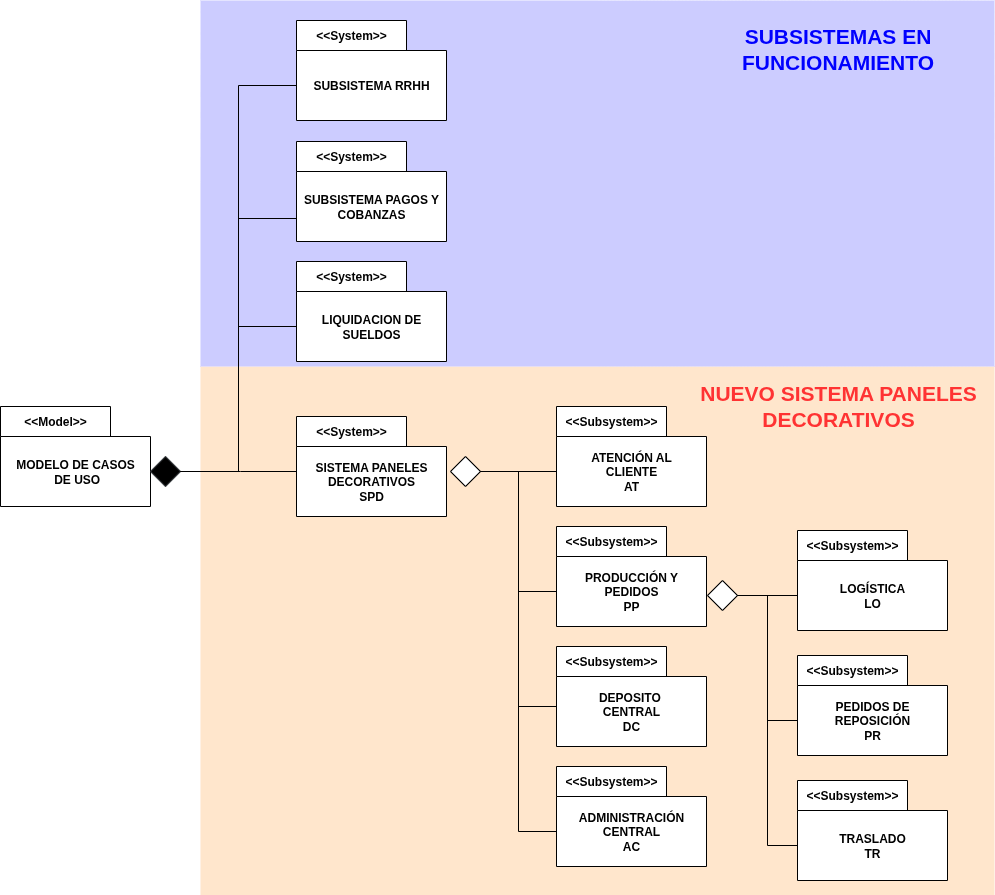 <<System>>
SUBSISTEMA RRHH
SUBSISTEMAS EN
FUNCIONAMIENTO
<<System>>
SUBSISTEMA PAGOS Y
COBANZAS
<<System>>
LIQUIDACION DE
SUELDOS
NUEVO SISTEMA PANELES
DECORATIVOS
<<Model>>
MODELO DE CASOS
DE USO
<<System>>
SISTEMA PANELES
DECORATIVOS
SPD
<<Subsystem>>
ATENCIÓN AL
CLIENTE
AT
<<Subsystem>>
PRODUCCIÓN Y
PEDIDOS
PP
<<Subsystem>>
DEPOSITO
CENTRAL
DC
<<Subsystem>>
ADMINISTRACIÓN
CENTRAL
AC
<<Subsystem>>
LOGÍSTICA
LO
<<Subsystem>>
PEDIDOS DE
REPOSICIÓN
PR
<<Subsystem>>
TRASLADO
TR